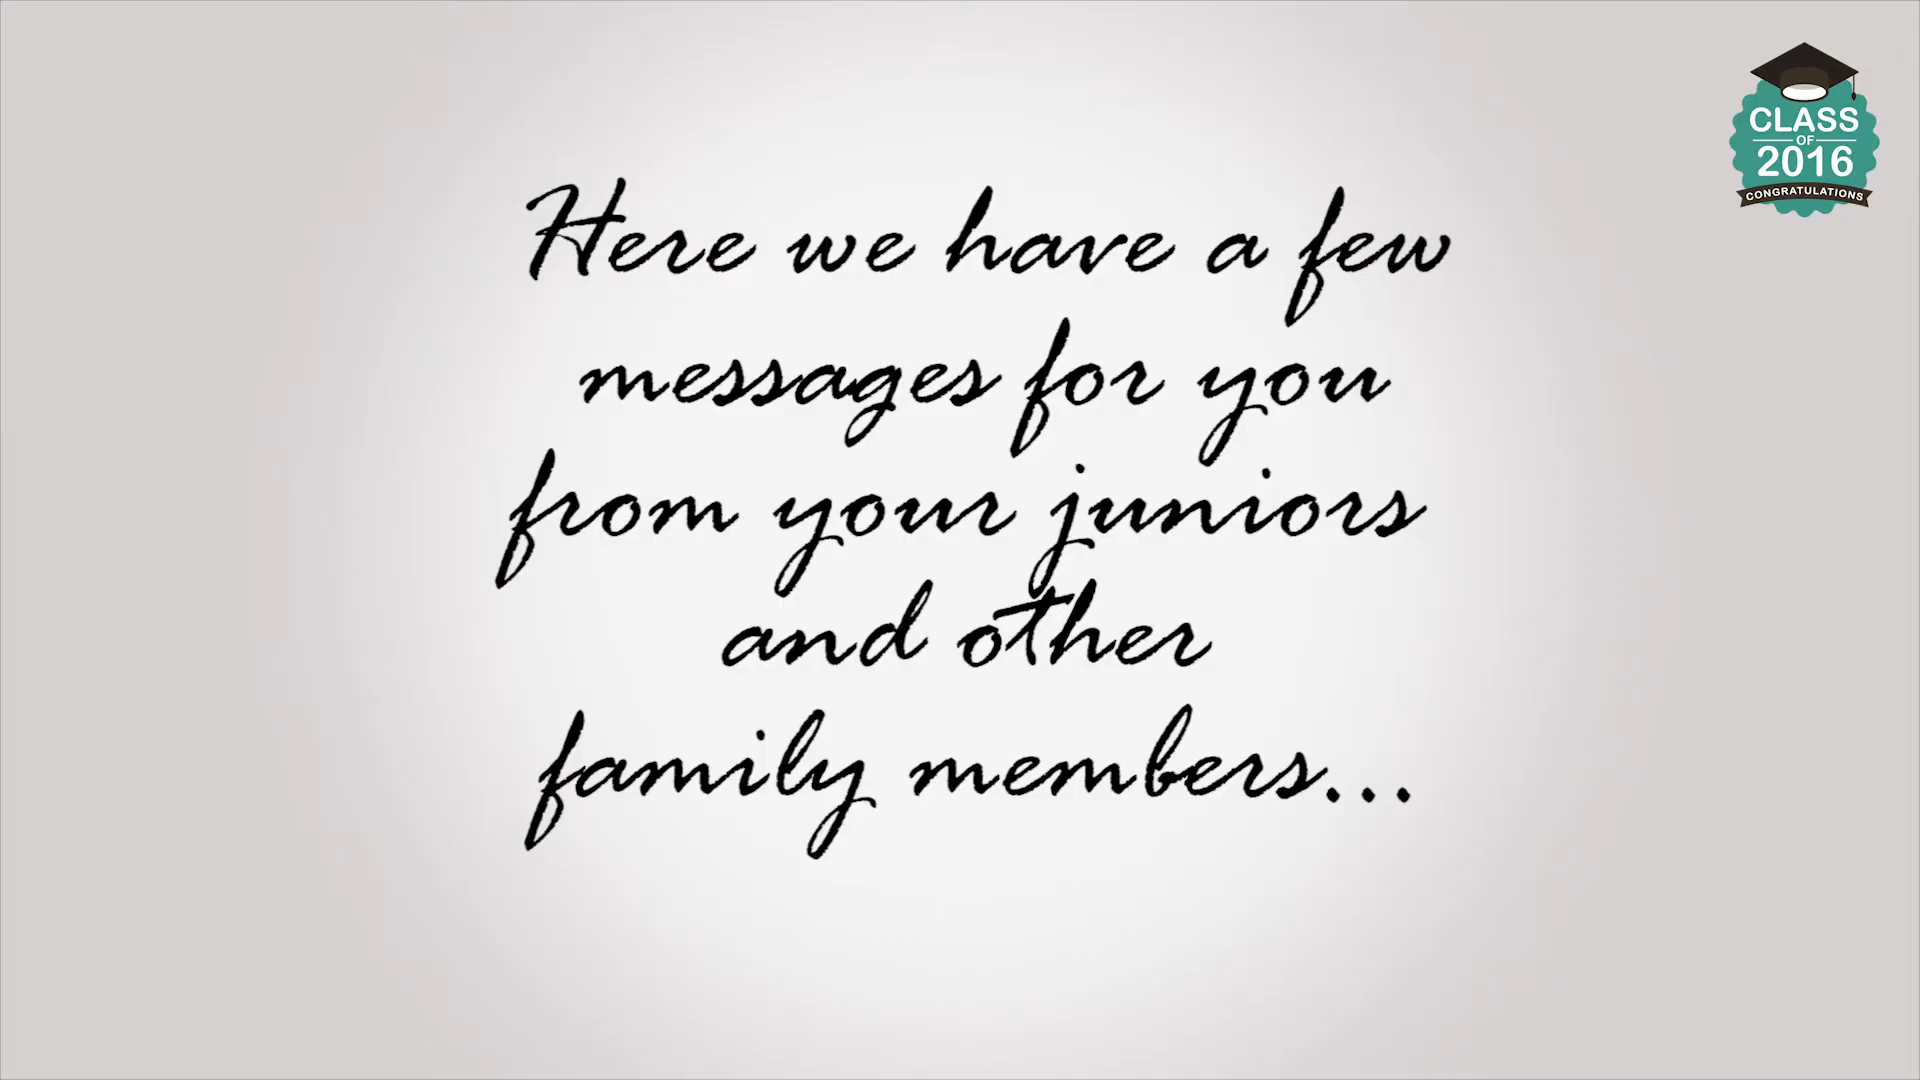 Here we have a few
messages for you
from your juniors
and other
family members...
CLASS
OF
2016
CONGRATULATIONS